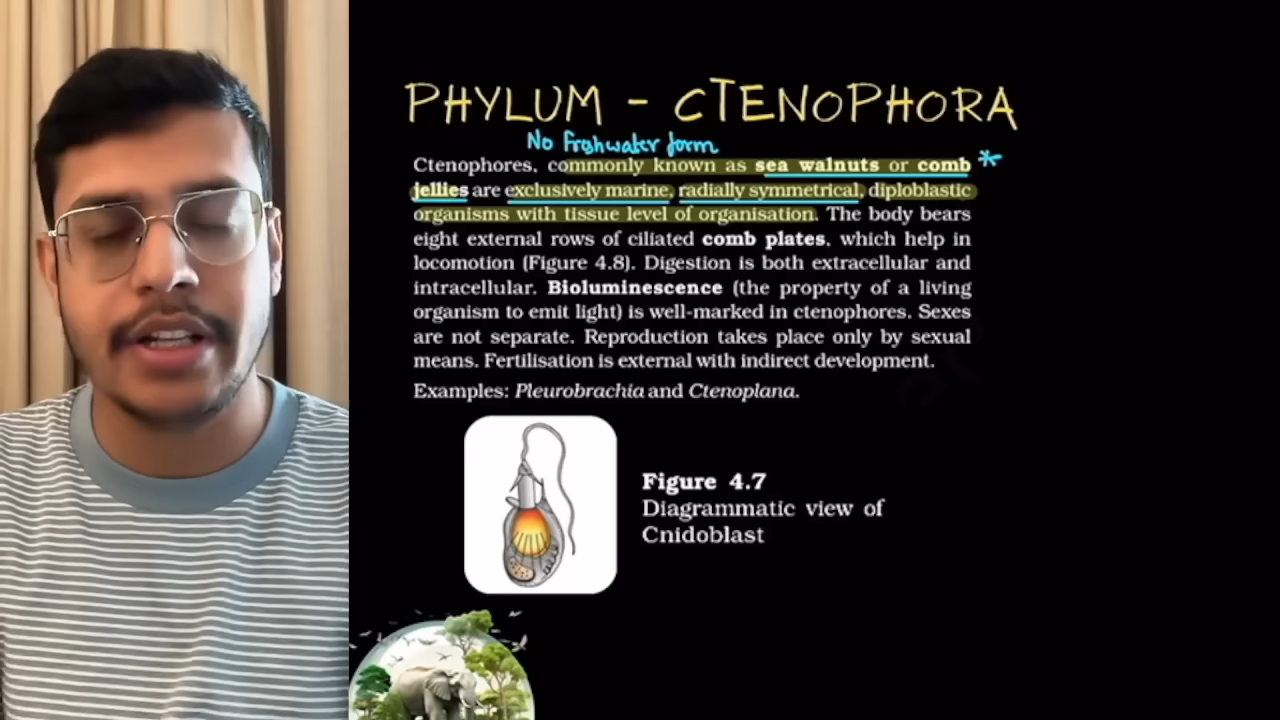 PHYLUM - CTENOPHORA
No freshwater form
Ctenophores, commonly known as sea walnuts or comb *
jellies are exclusively marine, radially symmetrical, diploblastic
organisms with tissue level of organisation. The body bears
eight external rows of ciliated comb plates, which help in
locomotion (Figure 4.8). Digestion is both extracellular and
intracellular. Bioluminescence (the property of a living
organism to emit light) is well-marked in ctenophores. Sexes
are not separate. Reproduction takes place only by sexual
means. Fertilisation is external with indirect development.
Examples: Pleurobrachia and Ctenoplana.
Figure 4.7
Diagrammatic view of
Cnidoblast